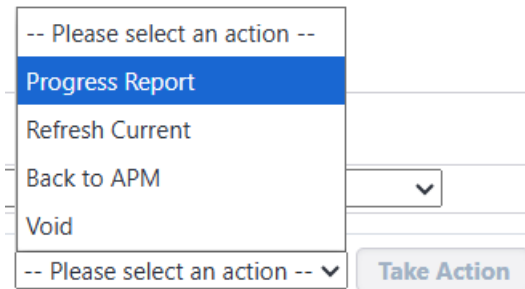 -- Please select an action --
Progress Report
Refresh Current
Back to APM
Void
-- Please select an action --
Take Action